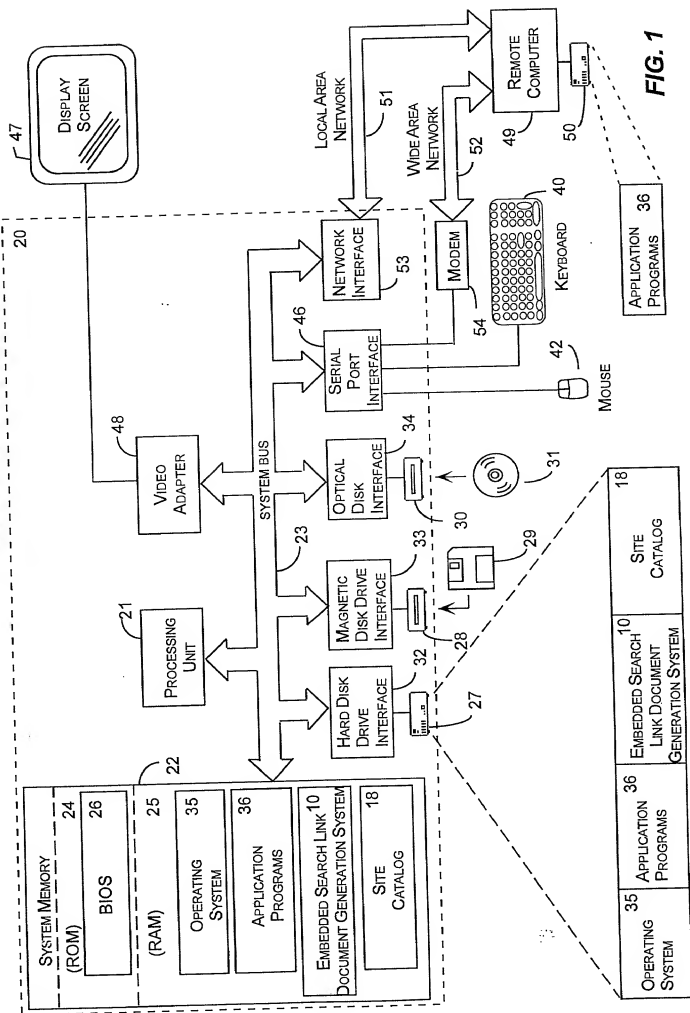 20
SYSTEM MEMORY
22
(ROM) 24
BIOS 26
(RAM) 25
OPERATING
SYSTEM
35
APPLICATION
PROGRAMS
36
EMBEDDED SEARCH LINK 10
DOCUMENT GENERATION SYSTEM
SITE
CATALOG
18
21
PROCESSING
UNIT
48
VIDEO
ADAPTER
47
DISPLAY
SCREEN
SYSTEM BUS
23
HARD DISK
DRIVE
INTERFACE
32
27
MAGNETIC
DISK DRIVE
INTERFACE
33
28
29
OPTICAL
DISK
INTERFACE
34
30
31
SERIAL
PORT
INTERFACE
46
NETWORK
INTERFACE
53
LOCAL AREA
NETWORK
51
WIDE AREA
NETWORK
52
MODEM
54
40
KEYBOARD
42
MOUSE
REMOTE
COMPUTER
49
50
APPLICATION
PROGRAMS
36
OPERATING
SYSTEM
35
APPLICATION
PROGRAMS
36
EMBEDDED SEARCH 10
LINK DOCUMENT
GENERATION SYSTEM
SITE
CATALOG
18
FIG. 1